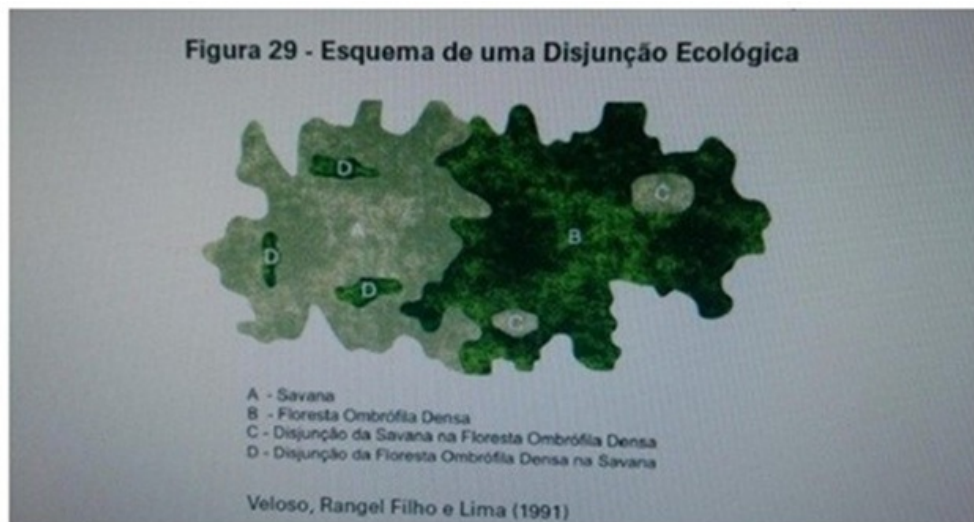 Figura 29 - Esquema de uma Disjunção Ecológica
D
C
A
B
D
D
C
A - Savana
B - Floresta Ombrófila Densa
C - Disjunção da Savana na Floresta Ombrófila Densa
D - Disjunção da Floresta Ombrófila Densa na Savana
Veloso, Rangel Filho e Lima (1991)